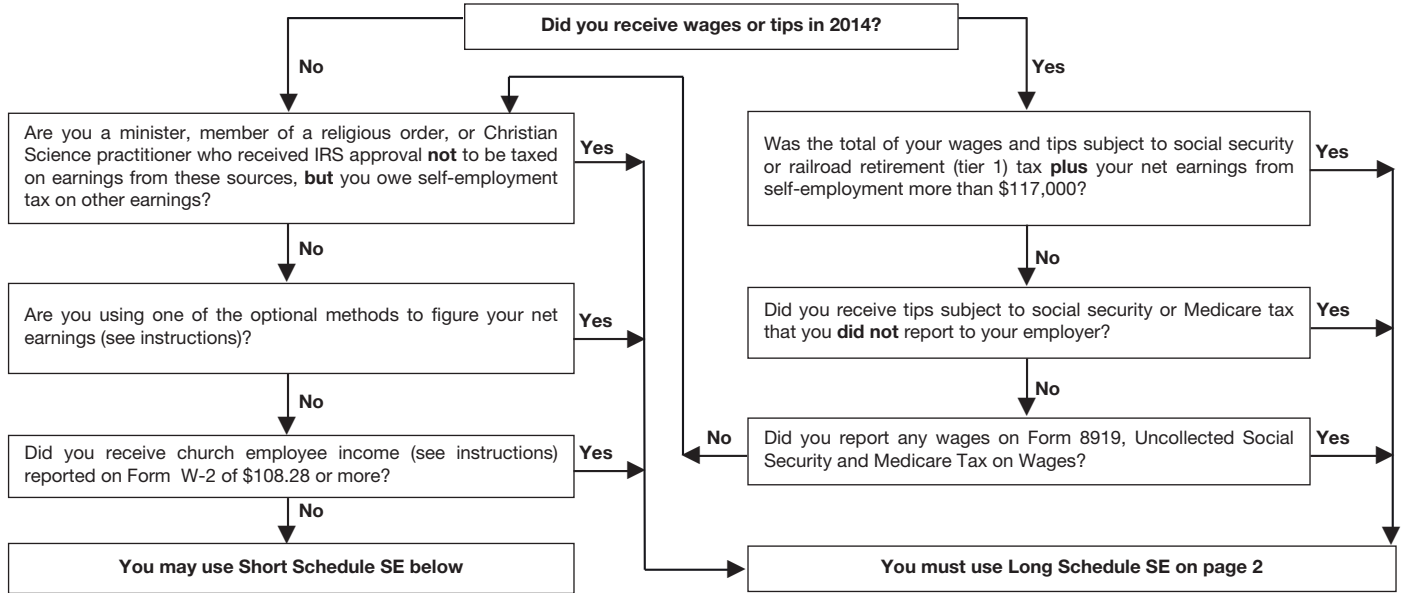 Did you receive wages or tips in 2014?
No
Yes
Are you a minister, member of a religious order, or Christian
Science practitioner who received IRS approval not to be taxed
on earnings from these sources, but you owe self-employment
tax on other earnings?
Yes
No
Are you using one of the optional methods to figure your net
earnings (see instructions)?
Yes
No
Did you receive church employee income (see instructions)
reported on Form W-2 of $108.28 or more?
Yes
No
You may use Short Schedule SE below
Was the total of your wages and tips subject to social security
or railroad retirement (tier 1) tax plus your net earnings from
self-employment more than $117,000?
Yes
No
Did you receive tips subject to social security or Medicare tax
that you did not report to your employer?
Yes
No
Did you report any wages on Form 8919, Uncollected Social
Security and Medicare Tax on Wages?
No
Yes
You must use Long Schedule SE on page 2